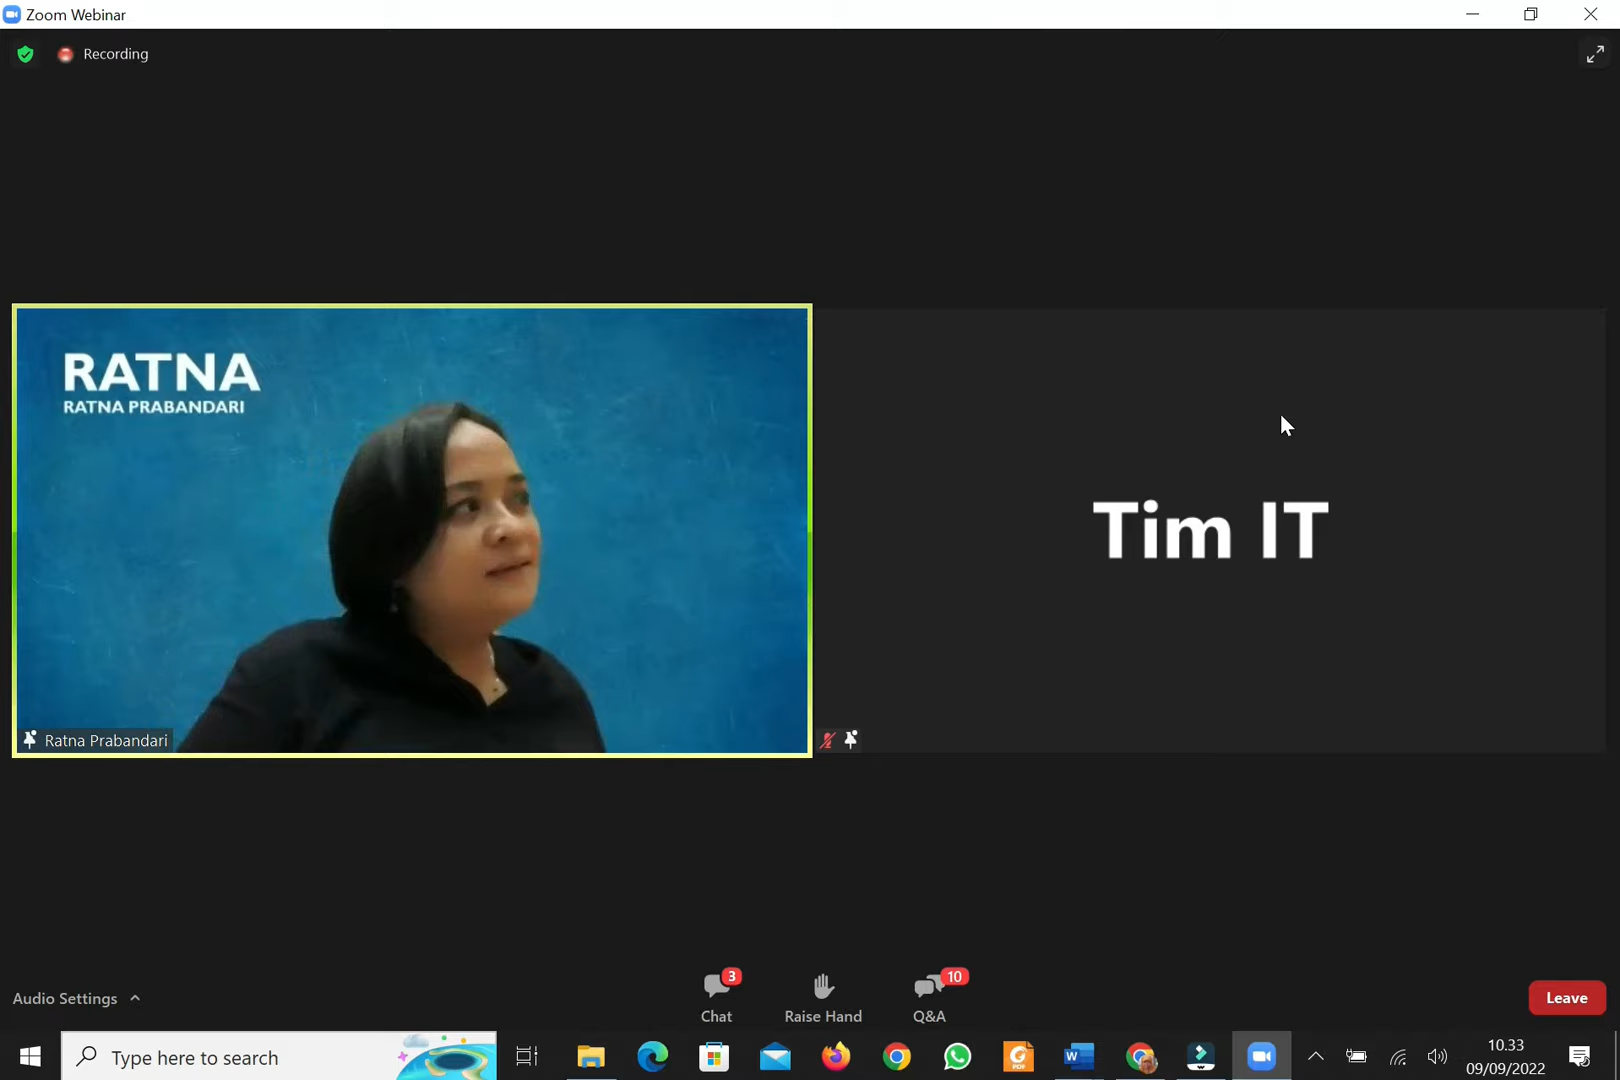 Zoom Webinar
Recording
RATNA
RATNA PRABANDARI
Ratna Prabandari
Tim IT
Audio Settings
3
Chat
Raise Hand
10
Q&A
Leave
Type here to search
PDF
W
10.33
09/09/2022